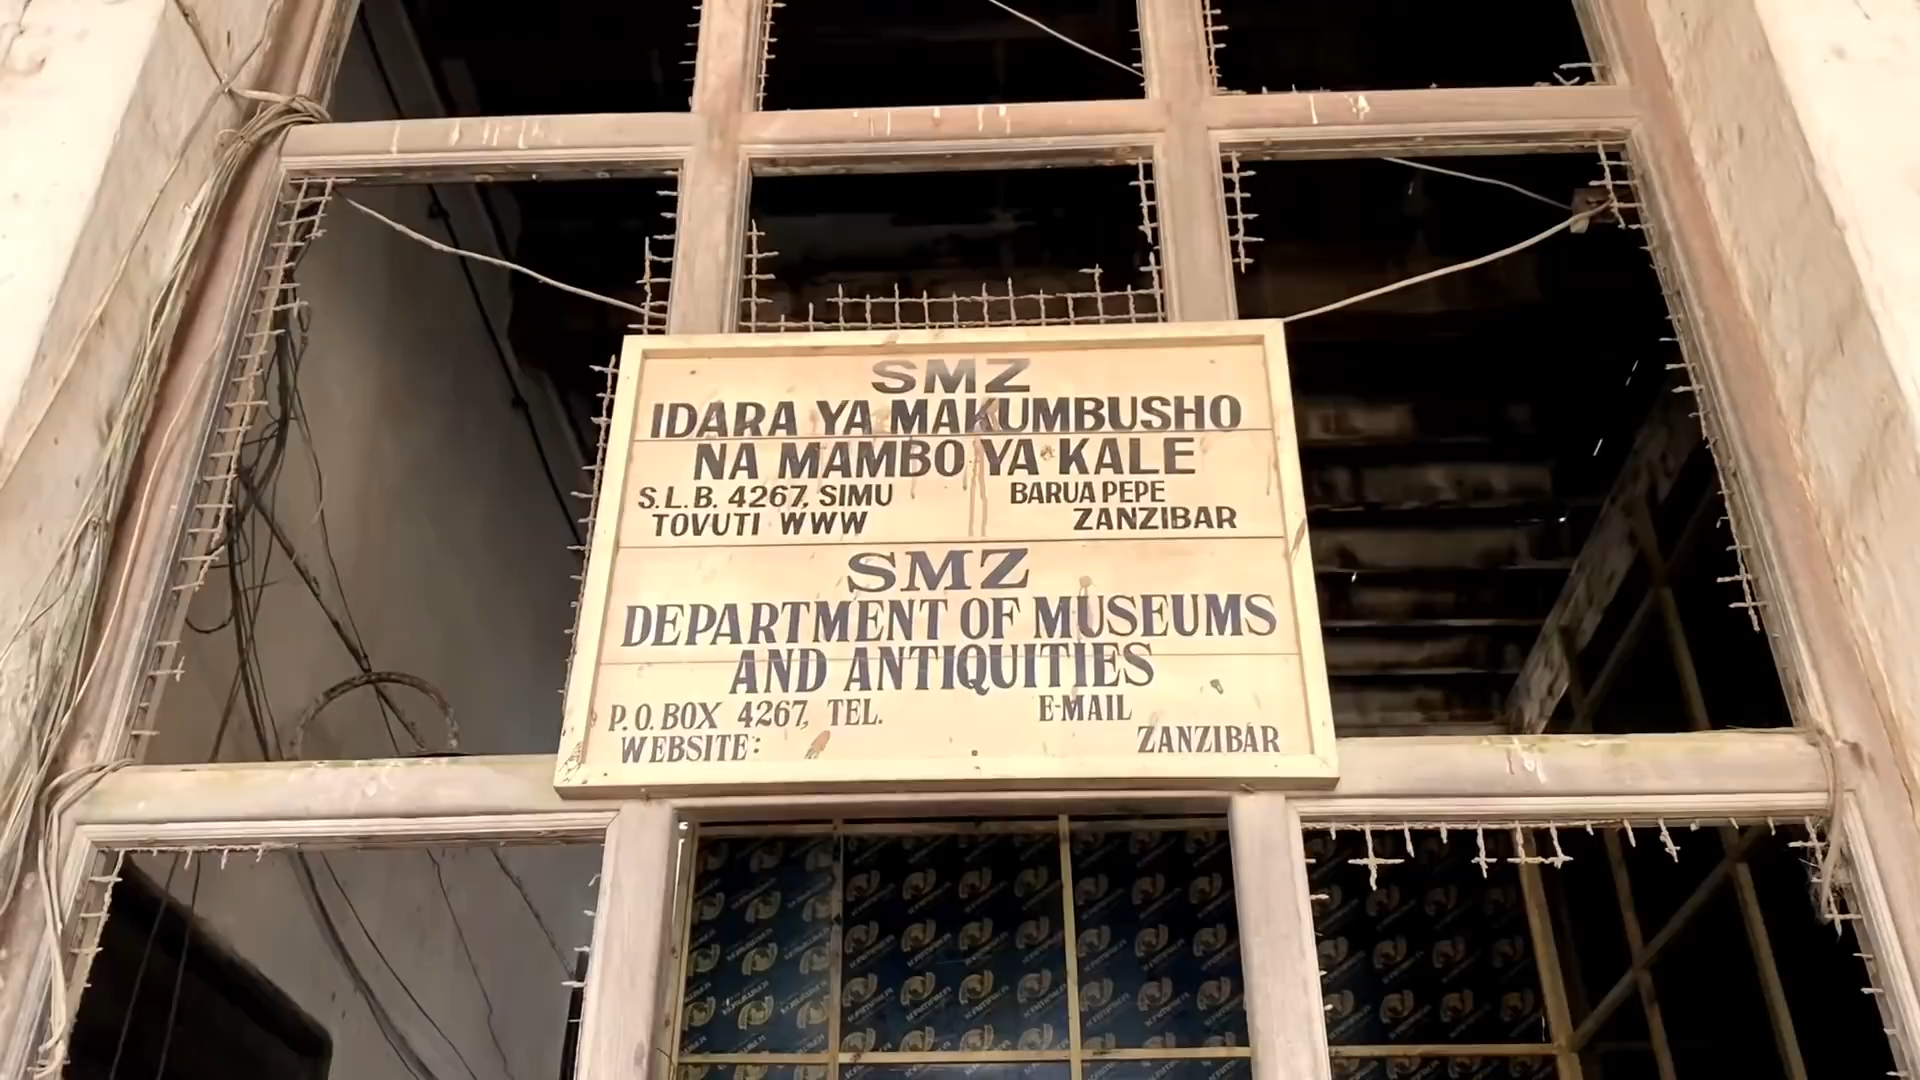 SMZ
IDARA YA MAKUMBUSHO
NA MAMBO YA KALE
S.L.B. 4267, SIMU BARUA PEPE
TOVUTI WWW ZANZIBAR
SMZ
DEPARTMENT OF MUSEUMS
AND ANTIQUITIES
P.O. BOX 4267, TEL. E-MAIL
WEBSITE: ZANZIBAR